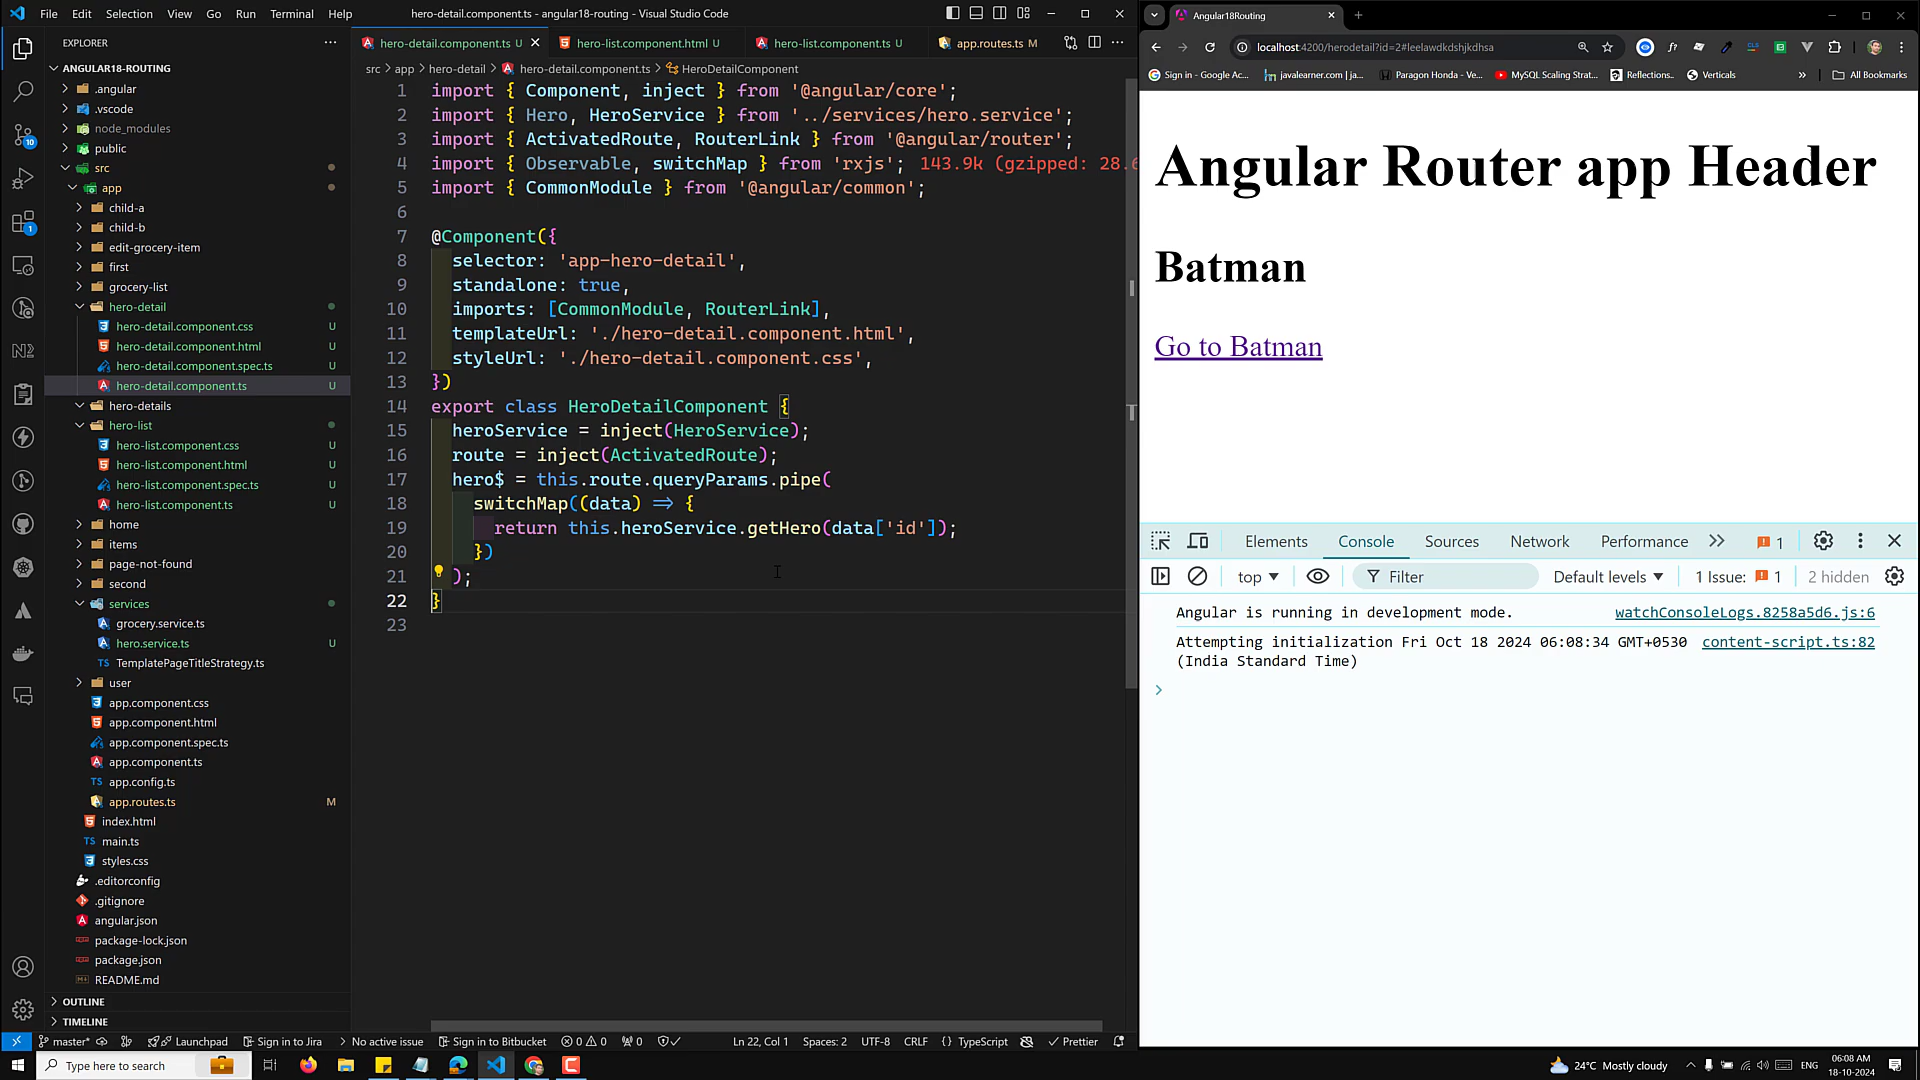 File Edit Selection View Go Run Terminal Help
hero-detail.component.ts - angular18-routing - Visual Studio Code
EXPLORER
ANGULAR18-ROUTING
.angular
.vscode
node_modules
public
src
app
child-a
child-b
edit-grocery-item
first
grocery-list
hero-detail
hero-detail.component.css U
hero-detail.component.html U
hero-detail.component.spec.ts U
hero-detail.component.ts U
hero-details
hero-list
hero-list.component.css U
hero-list.component.html U
hero-list.component.spec.ts U
hero-list.component.ts U
home
items
page-not-found
second
services
grocery.service.ts
hero.service.ts U
TS TemplatePageTitleStrategy.ts
user
app.component.css
app.component.html
app.component.spec.ts
app.component.ts
TS app.config.ts
app.routes.ts M
index.html
TS main.ts
styles.css
.editorconfig
.gitignore
angular.json
package-lock.json
package.json
README.md
OUTLINE
TIMELINE
10
1
hero-detail.component.ts U
hero-list.component.html U
hero-list.component.ts U
app.routes.ts M
src > app > hero-detail > hero-detail.component.ts > HeroDetailComponent
1 import { Component, inject } from '@angular/core';
2 import { Hero, HeroService } from '../services/hero.service';
3 import { ActivatedRoute, RouterLink } from '@angular/router';
4 import { Observable, switchMap } from 'rxjs'; 143.9k (gzipped: 28.6
5 import { CommonModule } from '@angular/common';
6
7 @Component({
8 selector: 'app-hero-detail',
9 standalone: true,
10 imports: [CommonModule, RouterLink],
11 templateUrl: './hero-detail.component.html',
12 styleUrl: './hero-detail.component.css',
13 })
14 export class HeroDetailComponent {
15 heroService = inject(HeroService);
16 route = inject(ActivatedRoute);
17 hero$ = this.route.queryParams.pipe(
18 switchMap((data) => {
19 return this.heroService.getHero(data['id']);
20 })
21 );
22 }
23
master* Launchpad Sign in to Jira No active issue Sign in to Bitbucket 0 0 0
Ln 22, Col 1 Spaces: 2 UTF-8 CRLF {} TypeScript Prettier
Angular18Routing
localhost:4200/herodetail?id=2#leelawdkdshjkdhsa
Sign in - Google Ac... javalearner.com | ja... Paragon Honda - Ve... MySQL Scaling Strat... Reflections.. Verticals » All Bookmarks
Angular Router app Header
Batman
Go to Batman
Elements Console Sources Network Performance » 1
top Filter Default levels 1 Issue: 1 2 hidden
Angular is running in development mode. watchConsoleLogs.8258a5d6.js:6
Attempting initialization Fri Oct 18 2024 06:08:34 GMT+0530 content-script.ts:82
(India Standard Time)
Type here to search
24°C Mostly cloudy
ENG
06:08 AM
18-10-2024